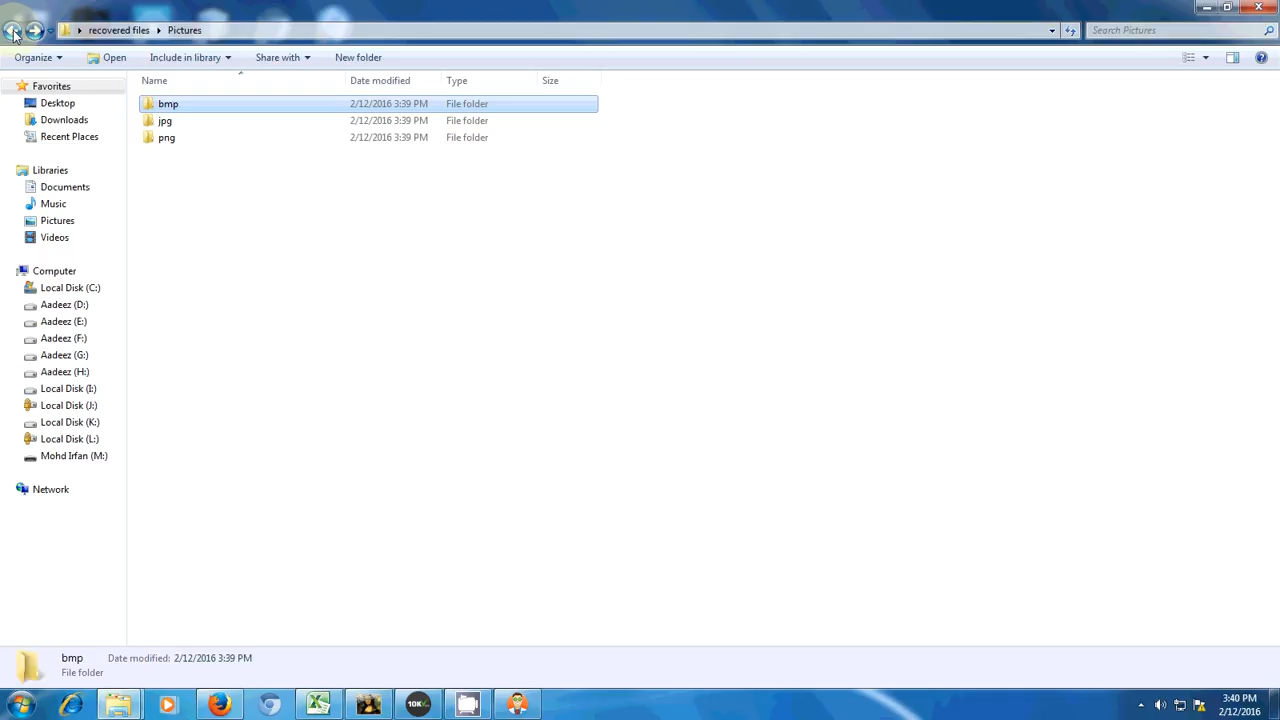 recovered files
Pictures
Search Pictures
Organize
Open
Include in library
Share with
New folder
Name
Date modified
Type
Size
Favorites
Desktop
Downloads
Recent Places
Libraries
Documents
Music
Pictures
Videos
Computer
Local Disk (C:)
Aadeez (D:)
Aadeez (E:)
Aadeez (F:)
Aadeez (G:)
Aadeez (H:)
Local Disk (I:)
Local Disk (J:)
Local Disk (K:)
Local Disk (L:)
Mohd Irfan (M:)
Network
bmp 2/12/2016 3:39 PM File folder
jpg 2/12/2016 3:39 PM File folder
png 2/12/2016 3:39 PM File folder
bmp Date modified: 2/12/2016 3:39 PM
File folder
10K
3:40 PM
2/12/2016